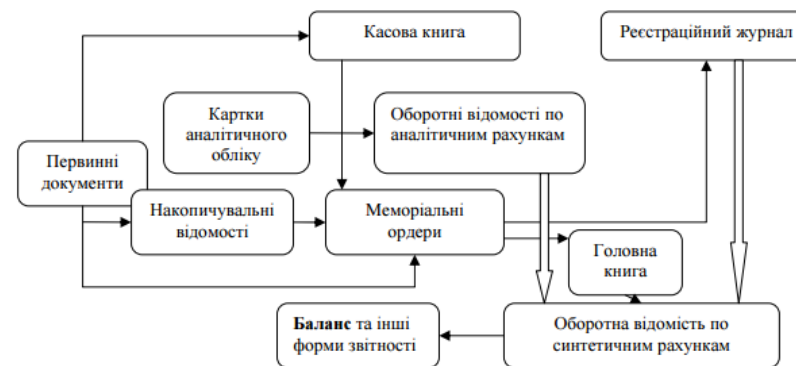 Касова книга
Реєстраційний журнал
Картки
аналітичного
обліку
Оборотні відомості по
аналітичним рахункам
Первинні
документи
Накопичувальні
відомості
Меморіальні
ордери
Головна
книга
Баланс та інші
форми звітності
Оборотна відомість по
синтетичним рахункам